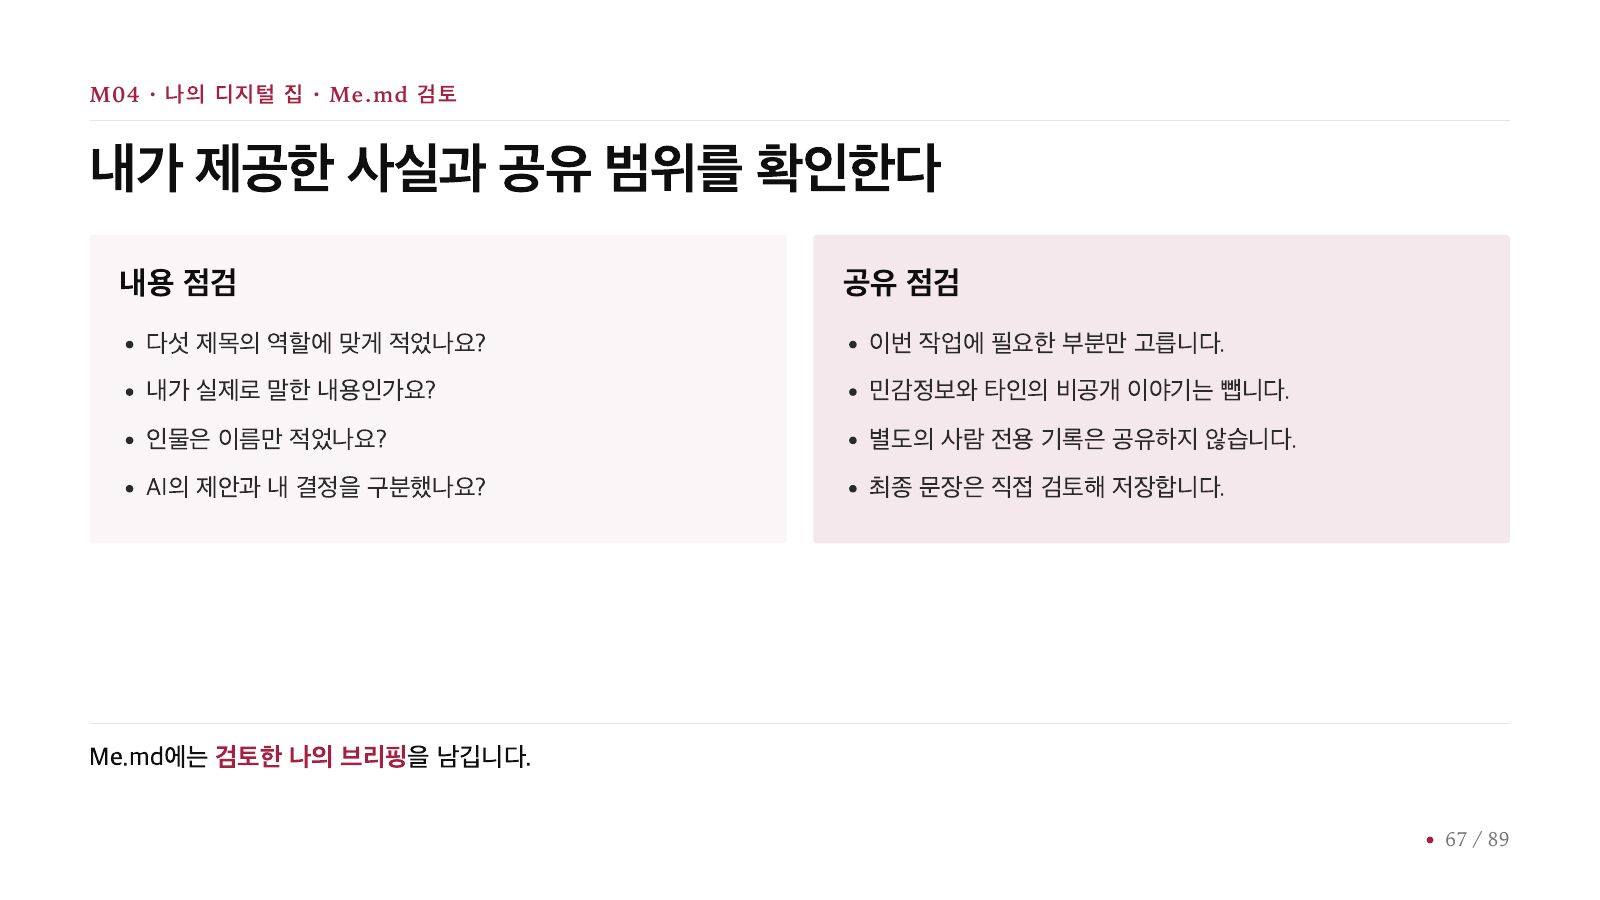 M04 · 나의 디지털 집 · Me.md 검토
내가 제공한 사실과 공유 범위를 확인한다
내용 점검
• 다섯 제목의 역할에 맞게 적었나요?
• 내가 실제로 말한 내용인가요?
• 인물은 이름만 적었나요?
• AI의 제안과 내 결정을 구분했나요?
공유 점검
• 이번 작업에 필요한 부분만 고릅니다.
• 민감정보와 타인의 비공개 이야기는 뺍니다.
• 별도의 사람 전용 기록은 공유하지 않습니다.
• 최종 문장은 직접 검토해 저장합니다.
Me.md에는 검토한 나의 브리핑을 남깁니다.
• 67 / 89